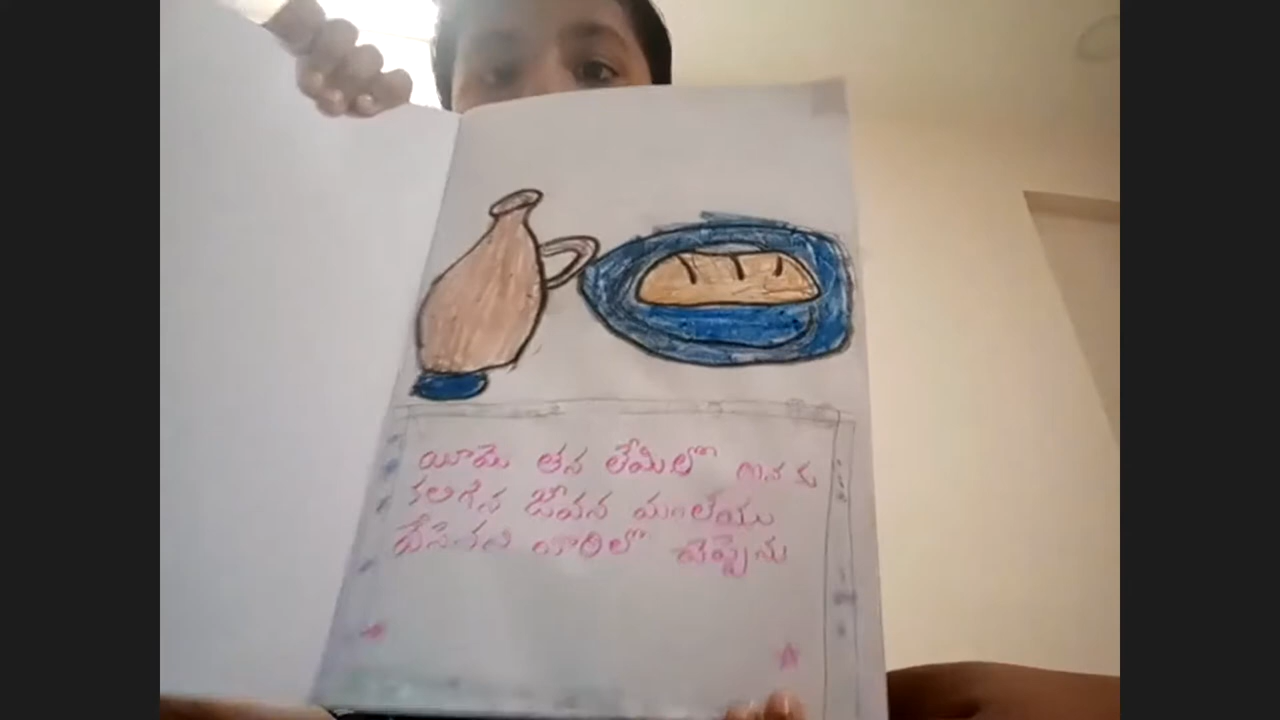 యీమె తన లేమిలో తనకు
కలిగిన జీవన మంతయు
వేసెనని వారితో చెప్పెను